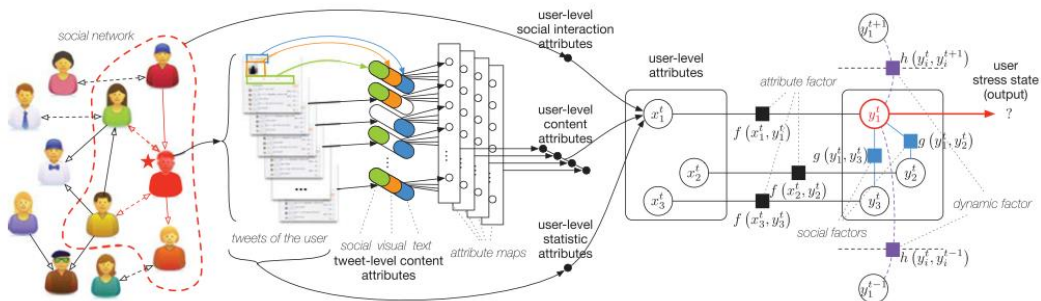 social network
tweets of the user
social visual text
tweet-level content
attributes
attribute maps
user-level
social interaction
attributes
user-level
content
attributes
user-level
statistic
attributes
user-level
attributes
x_1^t
x_2^t
x_3^t
attribute factor
f (x_1^t, y_1^t)
f (x_2^t, y_2^t)
f (x_3^t, y_3^t)
social factors
y_1^{t+1}
h (y_i^t, y_i^{t+1})
y_1^t
g (y_1^t, y_2^t)
g (y_1^t, y_3^t)
y_2^t
y_3^t
dynamic factor
h (y_i^t, y_i^{t-1})
y_1^{t-1}
user
stress state
(output)
?